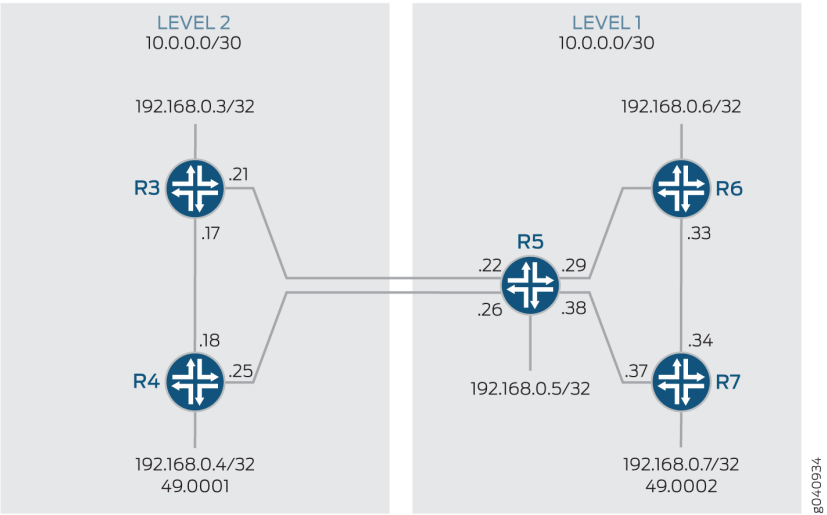 LEVEL 2
10.0.0.0/30
192.168.0.3/32
R3
.21
.17
.18
R4
.25
192.168.0.4/32
49.0001
LEVEL 1
10.0.0.0/30
192.168.0.6/32
R6
.33
R5
.22
.29
.26
.38
192.168.0.5/32
.34
.37
R7
192.168.0.7/32
49.0002
g040934